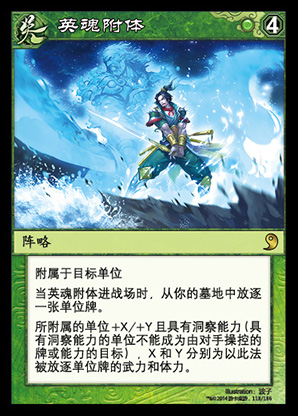 英魂附体
4
阵略
附属于目标单位
当英魂附体进战场时，从你的墓地中放逐
一张单位牌。
所附属的单位+X/+Y且具有洞察能力（具
有洞察能力的单位不能成为由对手操控的
牌或能力的目标），X 和 Y 分别为以此法
被放逐单位牌的武力和体力。
illustration: 波子
118/186